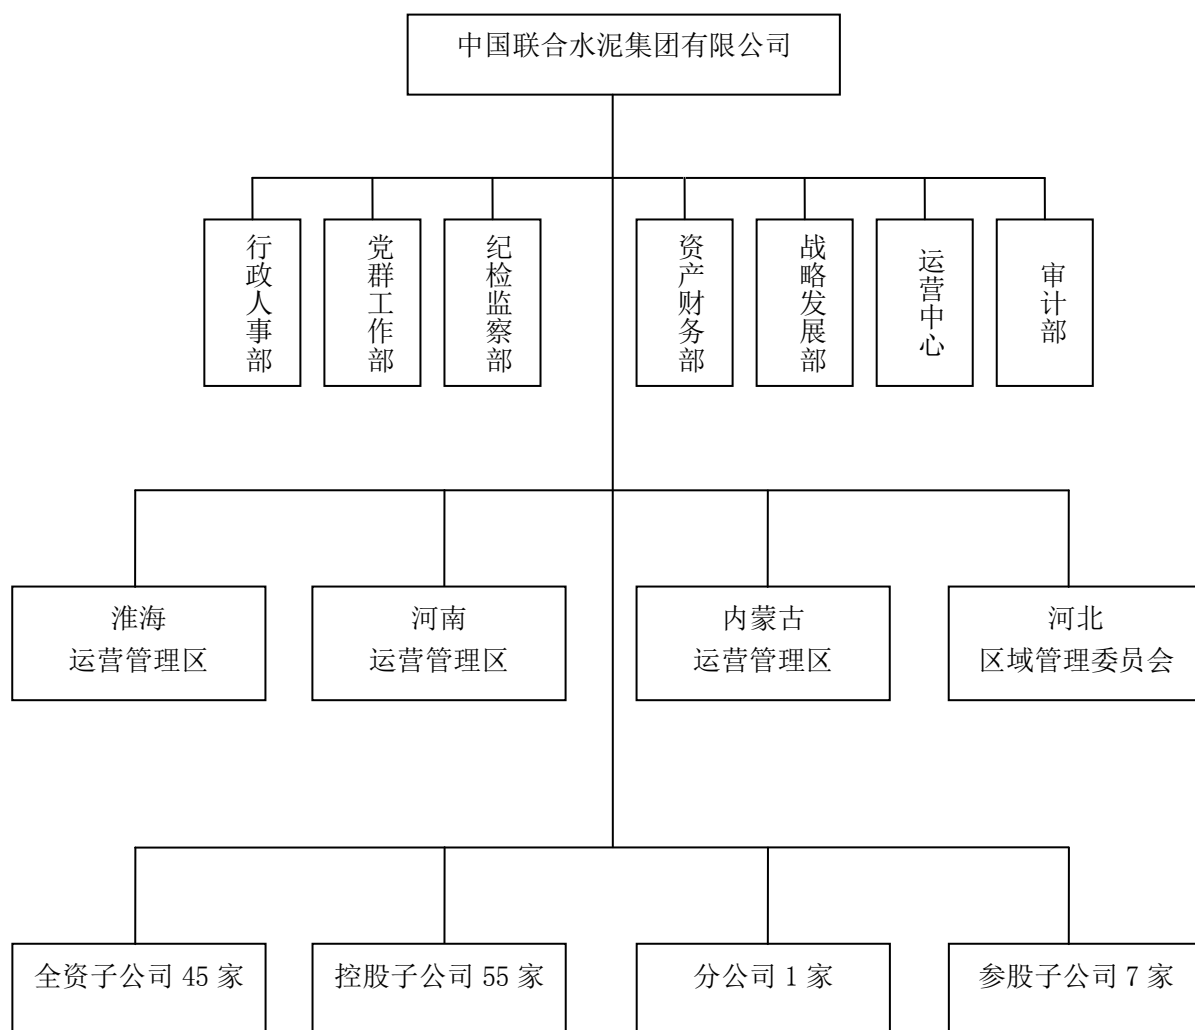 中国联合水泥集团有限公司
行政人事部
党群工作部
纪检监察部
资产财务部
战略发展部
运营中心
审计部
淮海
运营管理区
河南
运营管理区
内蒙古
运营管理区
河北
区域管理委员会
全资子公司 45 家
控股子公司 55 家
分公司 1 家
参股子公司 7 家